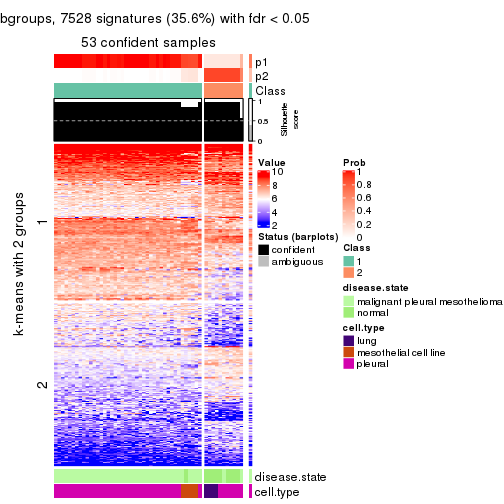 bgroups, 7528 signatures (35.6%) with fdr < 0.05
53 confident samples
p1
p2
Class
1
0.5
0
Silhouette
score
k-means with 2 groups
1
2
Value
10
8
6
4
2
Status (barplots)
confident
ambiguous
Prob
1
0.8
0.6
0.4
0.2
0
Class
1
2
disease.state
malignant pleural mesothelioma
normal
cell.type
lung
mesothelial cell line
pleural
disease.state
cell.type